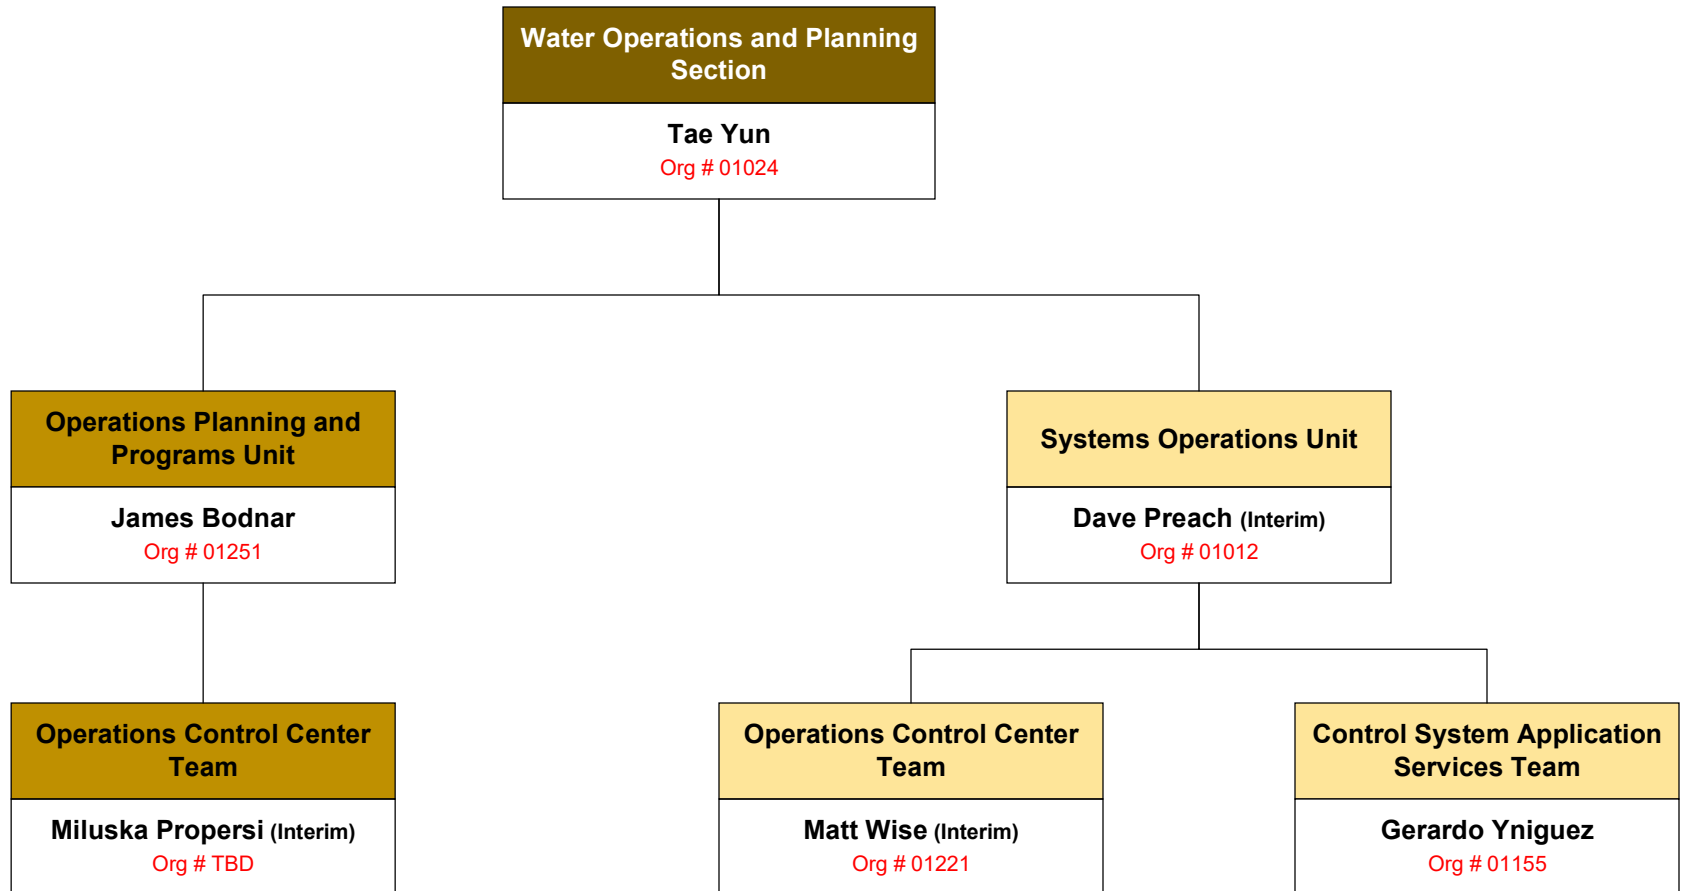 Water Operations and Planning
Section
Tae Yun
Org # 01024
Operations Planning and
Programs Unit
James Bodnar
Org # 01251
Systems Operations Unit
Dave Preach (Interim)
Org # 01012
Operations Control Center
Team
Miluska Propersi (Interim)
Org # TBD
Operations Control Center
Team
Matt Wise (Interim)
Org # 01221
Control System Application
Services Team
Gerardo Yniguez
Org # 01155